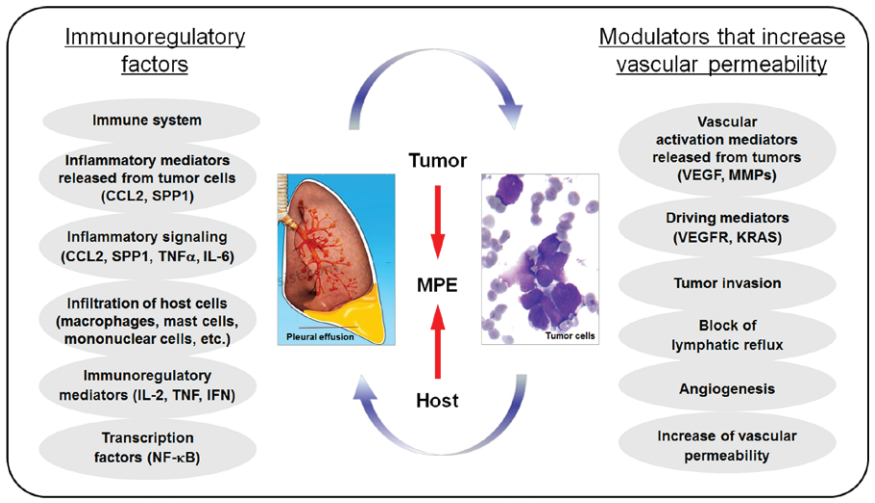 Immunoregulatory
factors
Immune system
Inflammatory mediators
released from tumor cells
(CCL2, SPP1)
Inflammatory signaling
(CCL2, SPP1, TNFα, IL-6)
Infiltration of host cells
(macrophages, mast cells,
mononuclear cells, etc.)
Immunoregulatory
mediators (IL-2, TNF, IFN)
Transcription
factors (NF-κB)
Tumor
MPE
Host
Pleural effusion
Tumor cells
Modulators that increase
vascular permeability
Vascular
activation mediators
released from tumors
(VEGF, MMPs)
Driving mediators
(VEGFR, KRAS)
Tumor invasion
Block of
lymphatic reflux
Angiogenesis
Increase of vascular
permeability